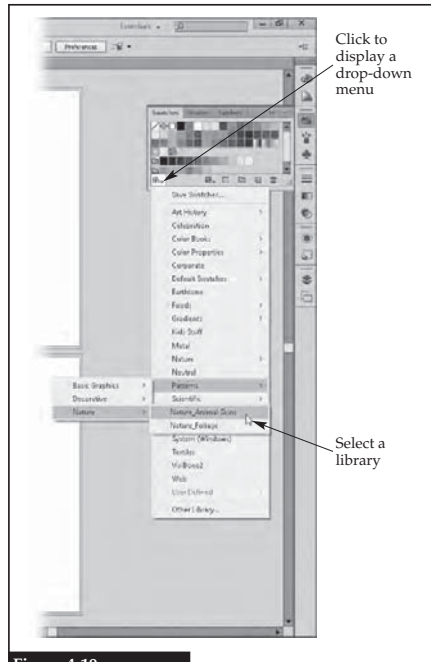 Essentials
Preferences
Click to
display a
drop-down
menu
Swatches
Save Swatches...
Art History
Celebration
Color Books
Color Properties
Corporate
Default Swatches
Earthtone
Foods
Gradients
Kids Stuff
Metal
Nature
Neutral
Basic Graphics
Patterns
Decorative
Scientific
Nature
Nature_Animal Skins
Nature_Foliage
System (Windows)
Textiles
VisiBone2
Web
User Defined
Other Library...
Select a
library